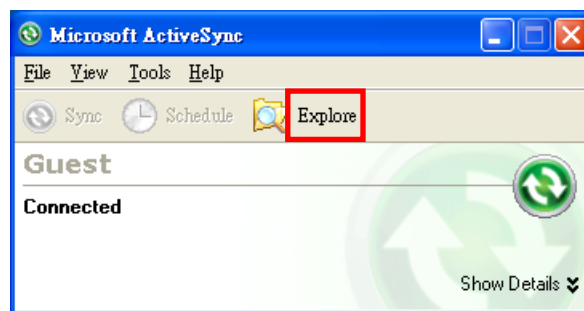 Microsoft ActiveSync
File View Tools Help
Sync Schedule Explore
Guest
Connected
Show Details